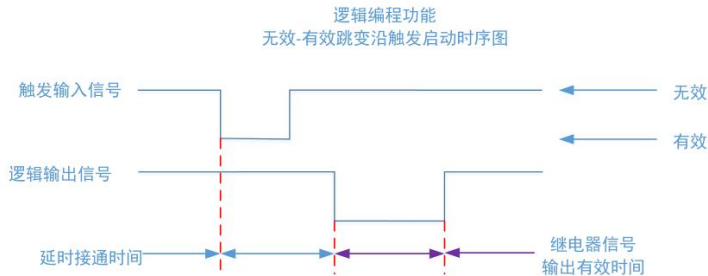 逻辑编程功能
无效-有效跳变沿触发启动时序图
触发输入信号
无效
有效
逻辑输出信号
延时接通时间
继电器信号
输出有效时间